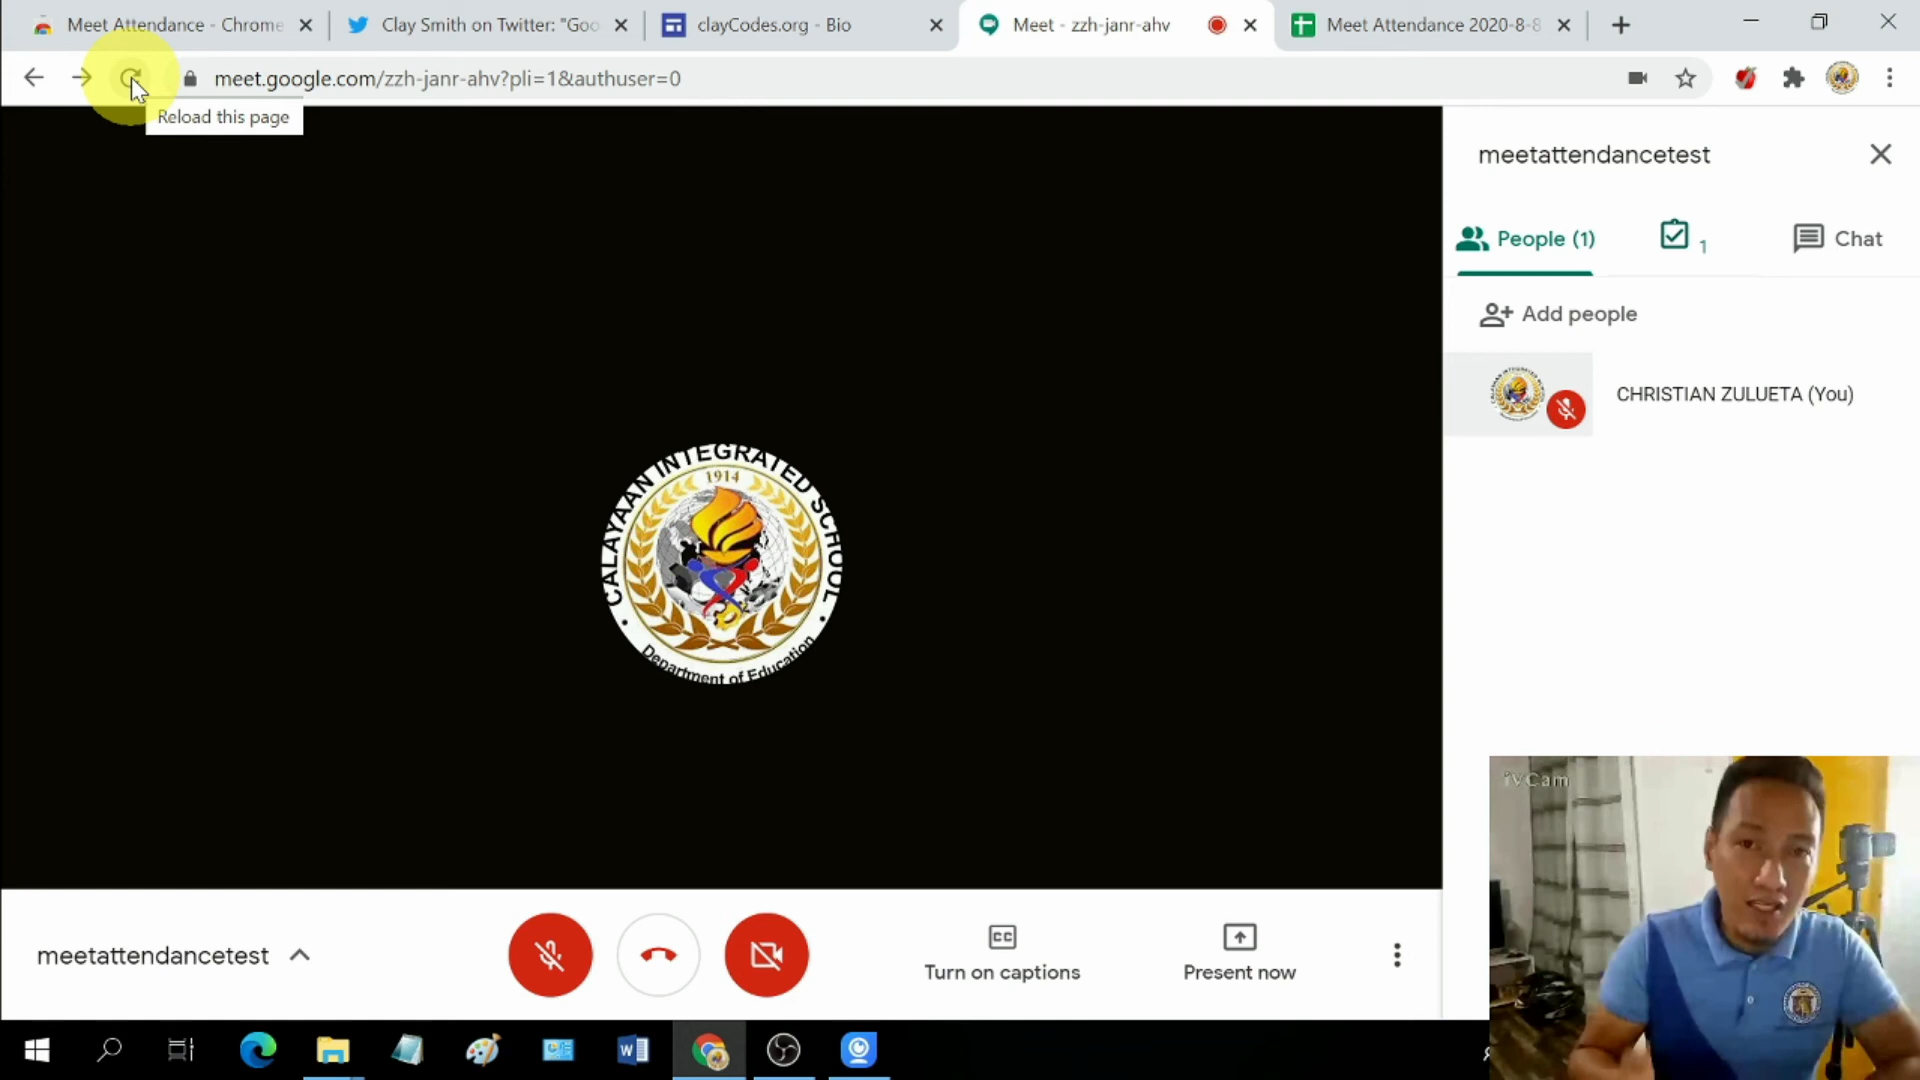 Meet Attendance - Chrome
Clay Smith on Twitter: "Goo
clayCodes.org - Bio
Meet - zzh-janr-ahv
Meet Attendance 2020-8-8
meet.google.com/zzh-janr-ahv?pli=1&authuser=0
Reload this page
meetattendancetest
People (1)
1
Chat
Add people
CHRISTIAN ZULUETA (You)
CALAYAAN INTEGRATED SCHOOL
1914
Department of Education
iVCam
meetattendancetest
CC
Turn on captions
Present now